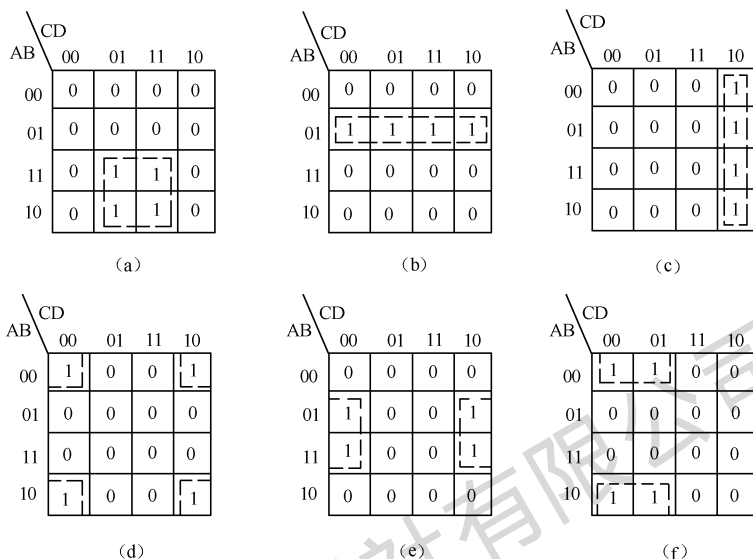 CD
AB 00 01 11 10
00 0 0 0 0
01 0 0 0 0
11 0 1 1 0
10 0 1 1 0
(a)
CD
AB 00 01 11 10
00 0 0 0 0
01 1 1 1 1
11 0 0 0 0
10 0 0 0 0
(b)
CD
AB 00 01 11 10
00 0 0 0 1
01 0 0 0 1
11 0 0 0 1
10 0 0 0 1
(c)
CD
AB 00 01 11 10
00 1 0 0 1
01 0 0 0 0
11 0 0 0 0
10 1 0 0 1
(d)
CD
AB 00 01 11 10
00 0 0 0 0
01 1 0 0 1
11 1 0 0 1
10 0 0 0 0
(e)
CD
AB 00 01 11 10
00 1 1 0 0
01 0 0 0 0
11 0 0 0 0
10 1 1 0 0
(f)
社有限公司